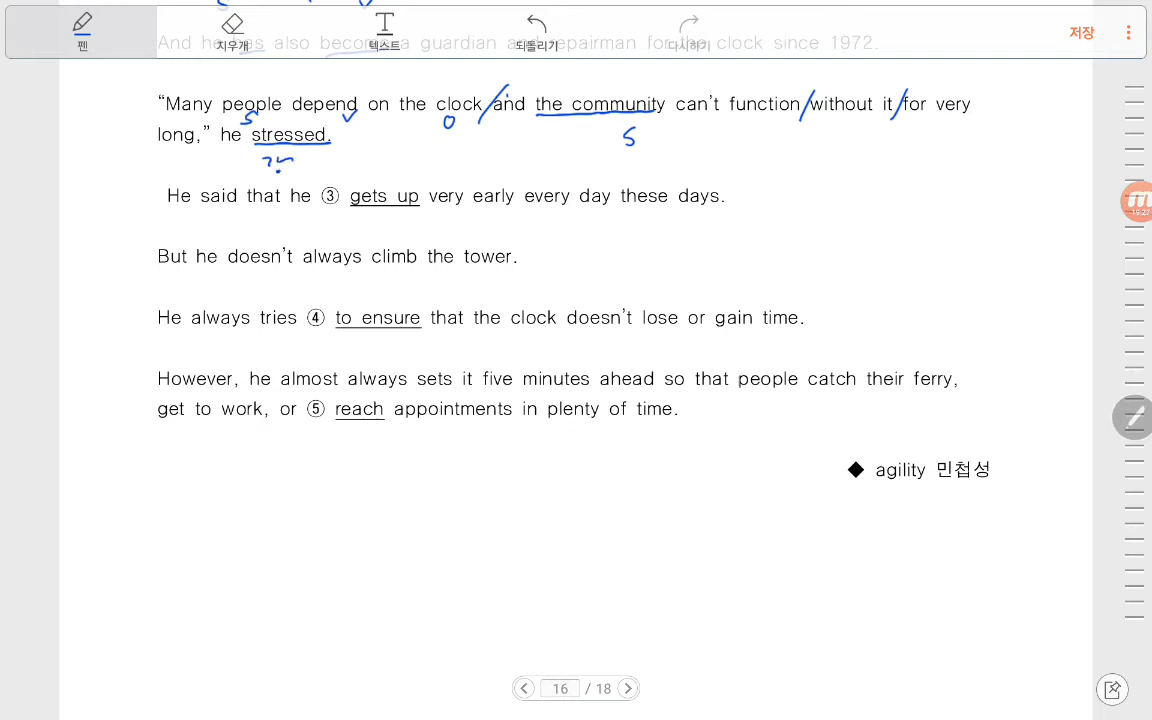 펜
지우개
텍스트
되돌리기
다시하기
저장
And he has also become a guardian and repairman for the clock since 1972.
“Many people depend on the clock and the community can’t function without it for very
S V O S
long,” he stressed.
He said that he ③ gets up very early every day these days.
But he doesn’t always climb the tower.
He always tries ④ to ensure that the clock doesn’t lose or gain time.
However, he almost always sets it five minutes ahead so that people catch their ferry,
get to work, or ⑤ reach appointments in plenty of time.
◆ agility 민첩성
16 / 18